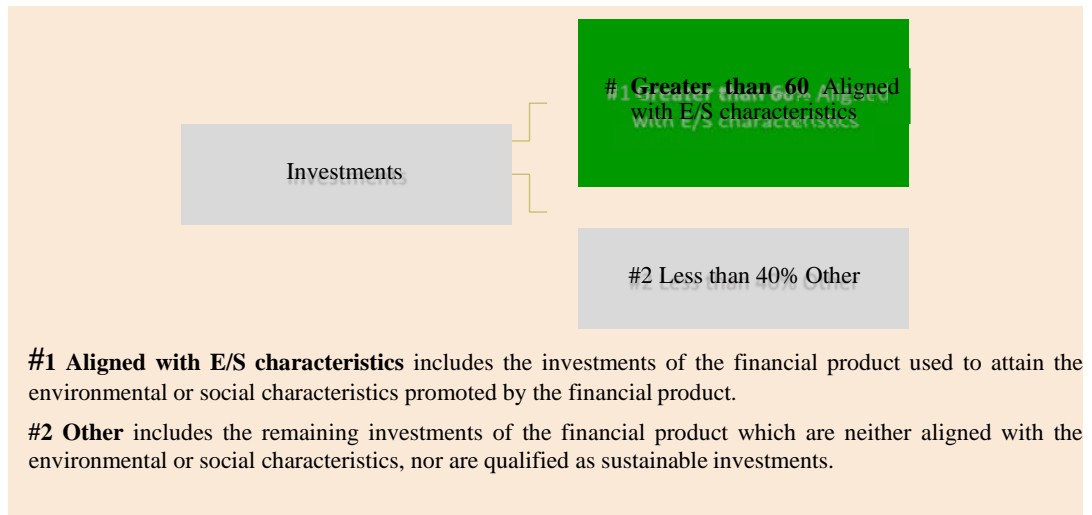 # Greater than 60 Aligned
with E/S characteristics
Investments
#2 Less than 40% Other
#1 Aligned with E/S characteristics includes the investments of the financial product used to attain the
environmental or social characteristics promoted by the financial product.
#2 Other includes the remaining investments of the financial product which are neither aligned with the
environmental or social characteristics, nor are qualified as sustainable investments.